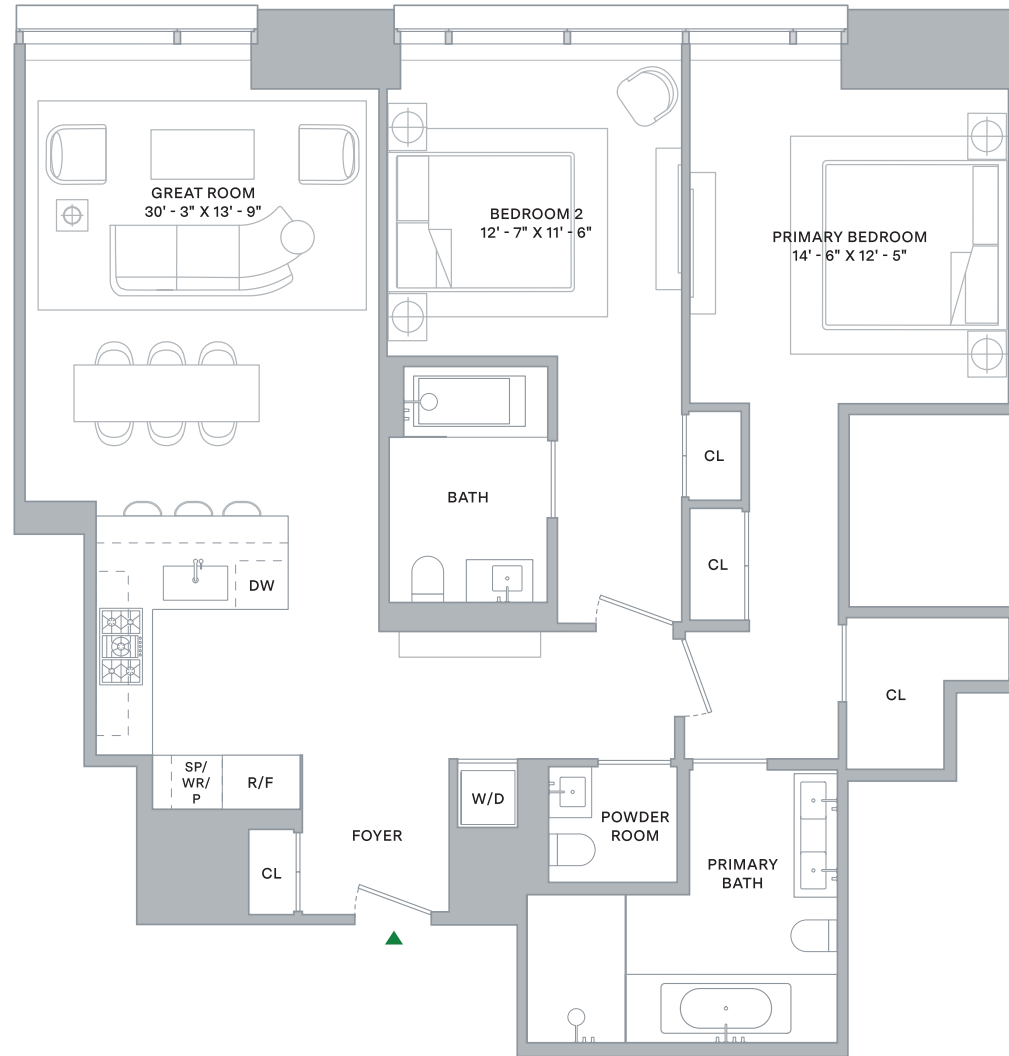 GREAT ROOM
30' - 3" X 13' - 9"
BEDROOM 2
12' - 7" X 11' - 6"
PRIMARY BEDROOM
14' - 6" X 12' - 5"
CL
BATH
CL
DW
CL
SP/
WR/
P
R/F
W/D
POWDER
ROOM
FOYER
PRIMARY
BATH
CL